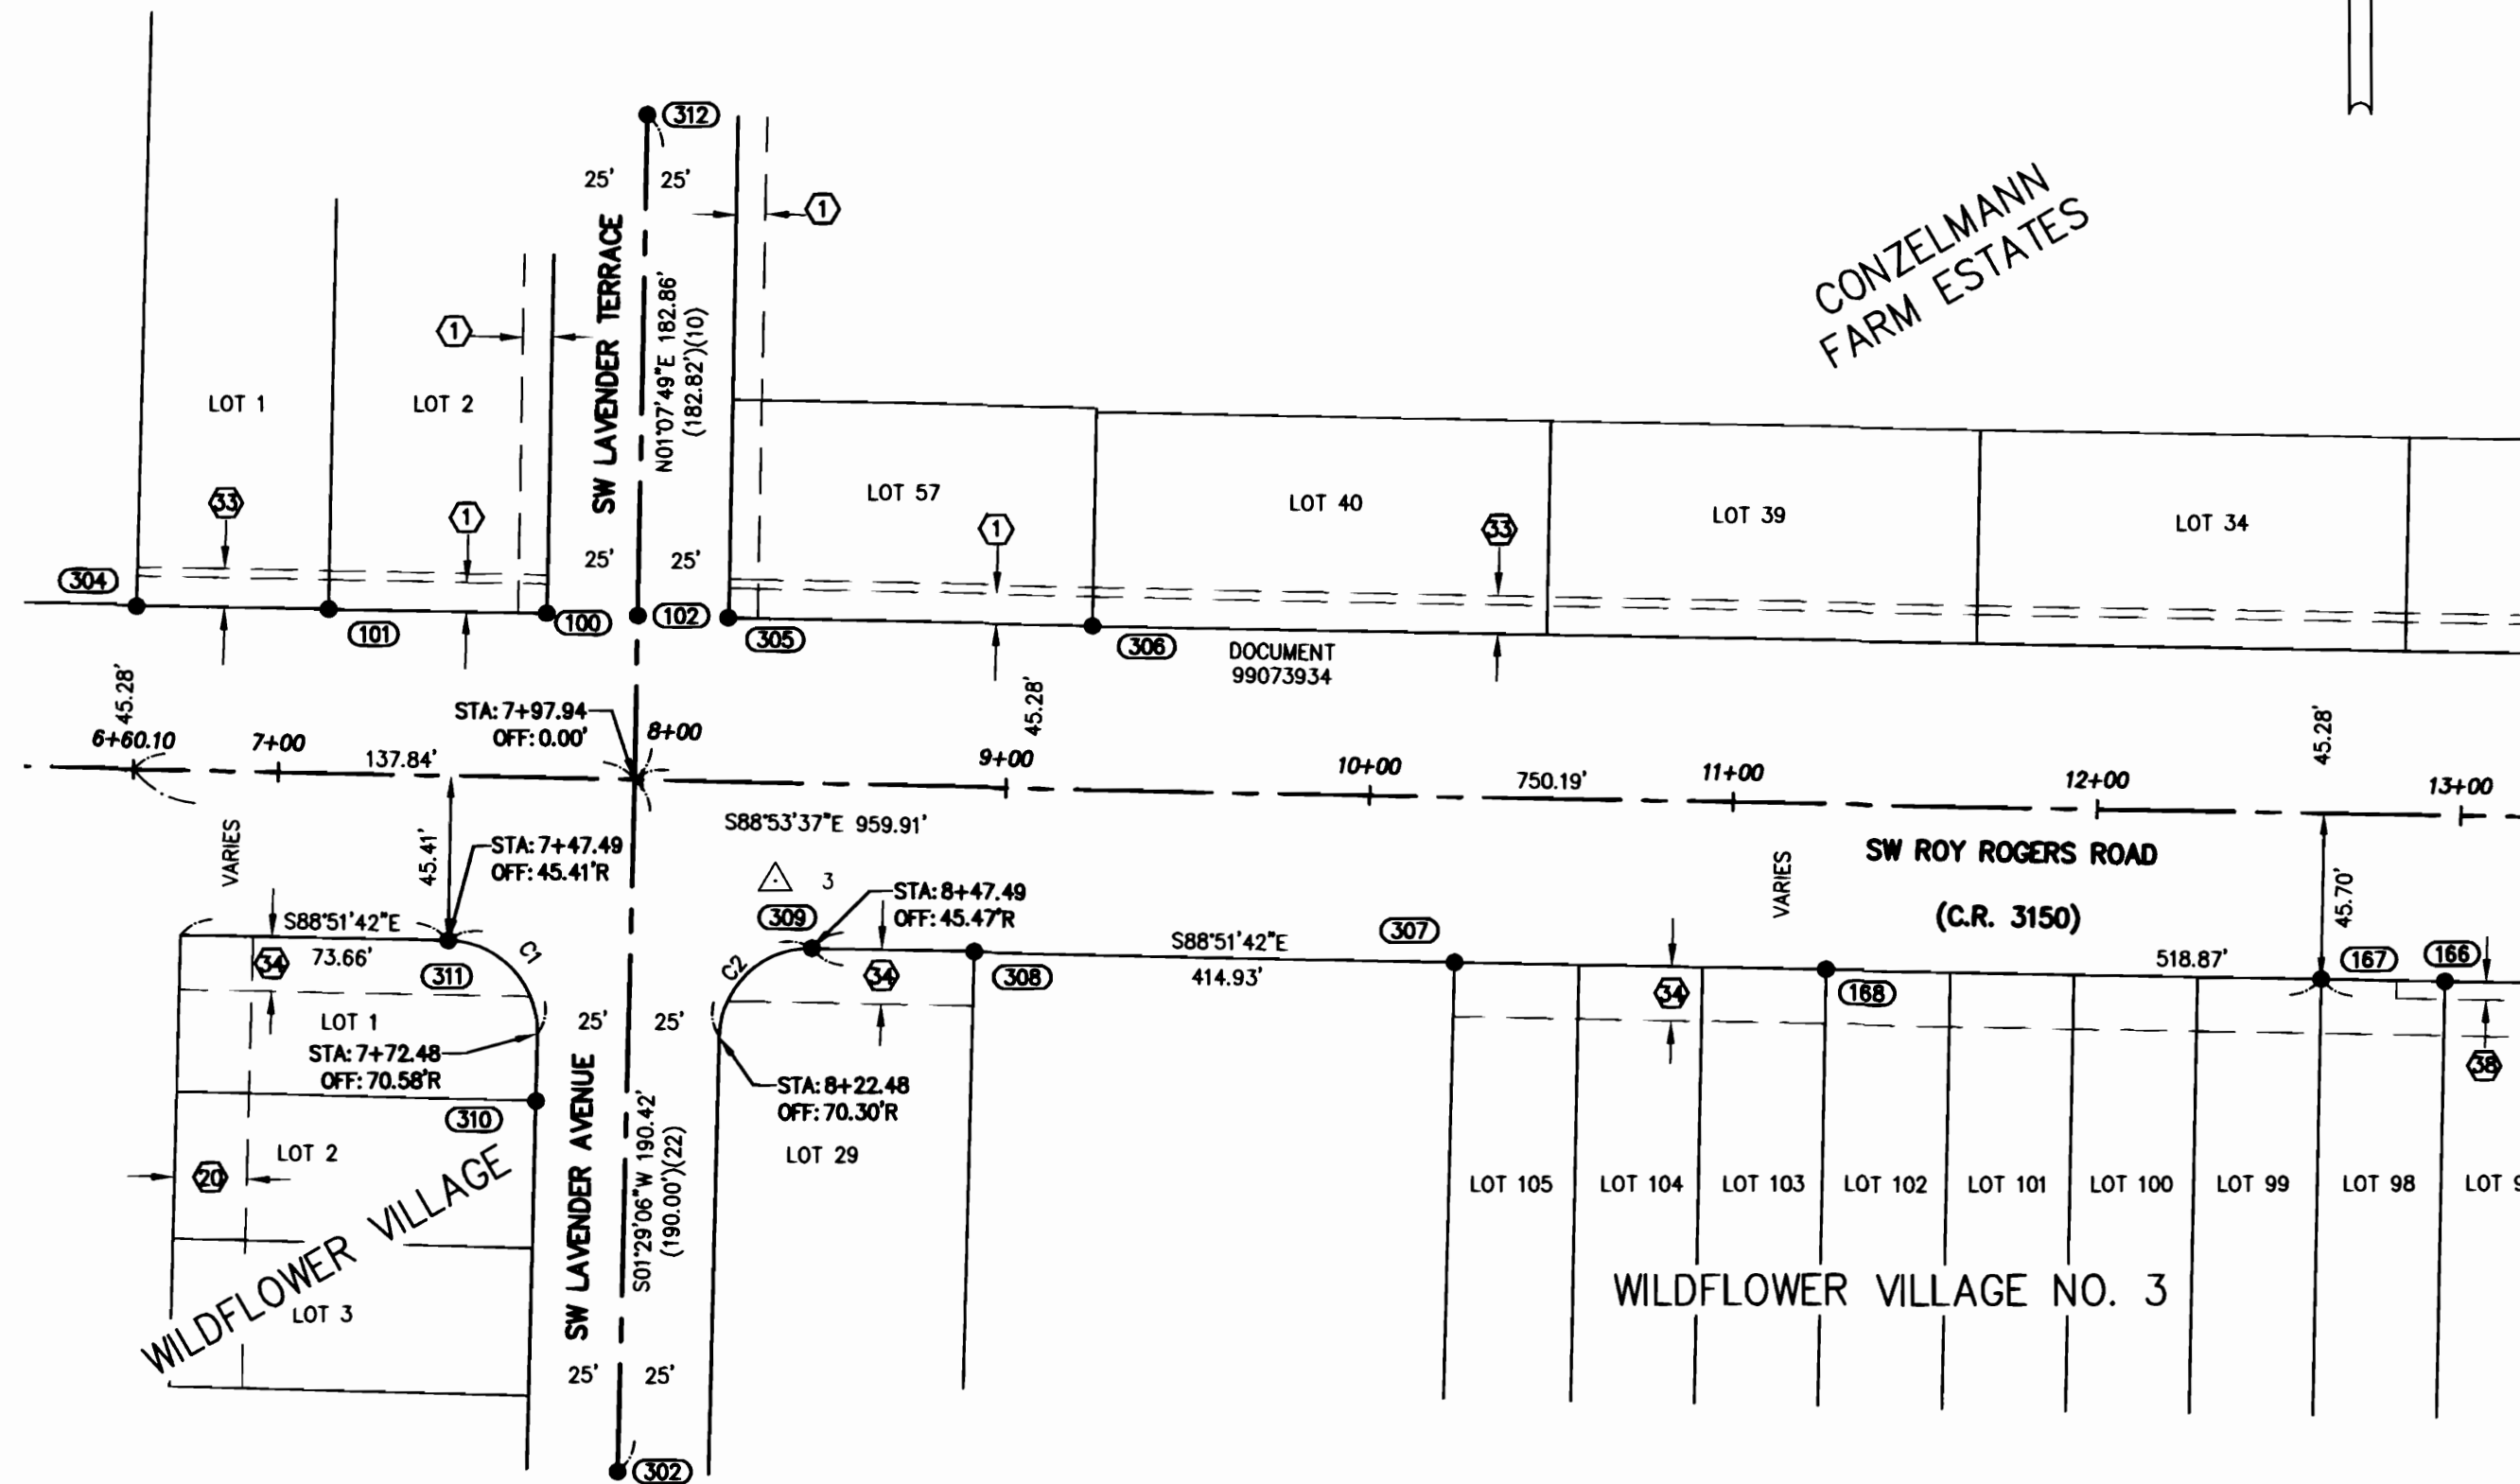 312
25' 25'
1
CONZELMANN
FARM ESTATES
SW LAVENDER TERRACE
N01°07'49"E 182.86'
(182.82')(10)
1
LOT 1
LOT 2
LOT 57
LOT 40
LOT 39
LOT 34
33
1
1
33
25' 25'
304
101
100
102
305
306
DOCUMENT
99073934
45.28'
45.28'
45.28'
STA: 7+97.94
OFF: 0.00'
6+60.10
7+00
137.84'
8+00
9+00
10+00
750.19'
11+00
12+00
13+00
S88°53'37"E 959.91'
SW ROY ROGERS ROAD
(C.R. 3150)
VARIES
45.41'
STA: 7+47.49
OFF: 45.41'R
3
309
STA: 8+47.49
OFF: 45.47'R
VARIES
45.70'
S88°51'42"E
73.66'
34
311
C1
C2
34
308
307
S88°51'42"E
414.93'
34
168
518.87'
167
166
38
LOT 1
STA: 7+72.48
OFF: 70.58'R
25' 25'
310
STA: 8+22.48
OFF: 70.30'R
LOT 2
20
LOT 29
SW LAVENDER AVENUE
S01°29'06"W 190.42'
(190.00')(22)
LOT 105
LOT 104
LOT 103
LOT 102
LOT 101
LOT 100
LOT 99
LOT 98
LOT 9
WILDFLOWER VILLAGE
LOT 3
WILDFLOWER VILLAGE NO. 3
25' 25'
302